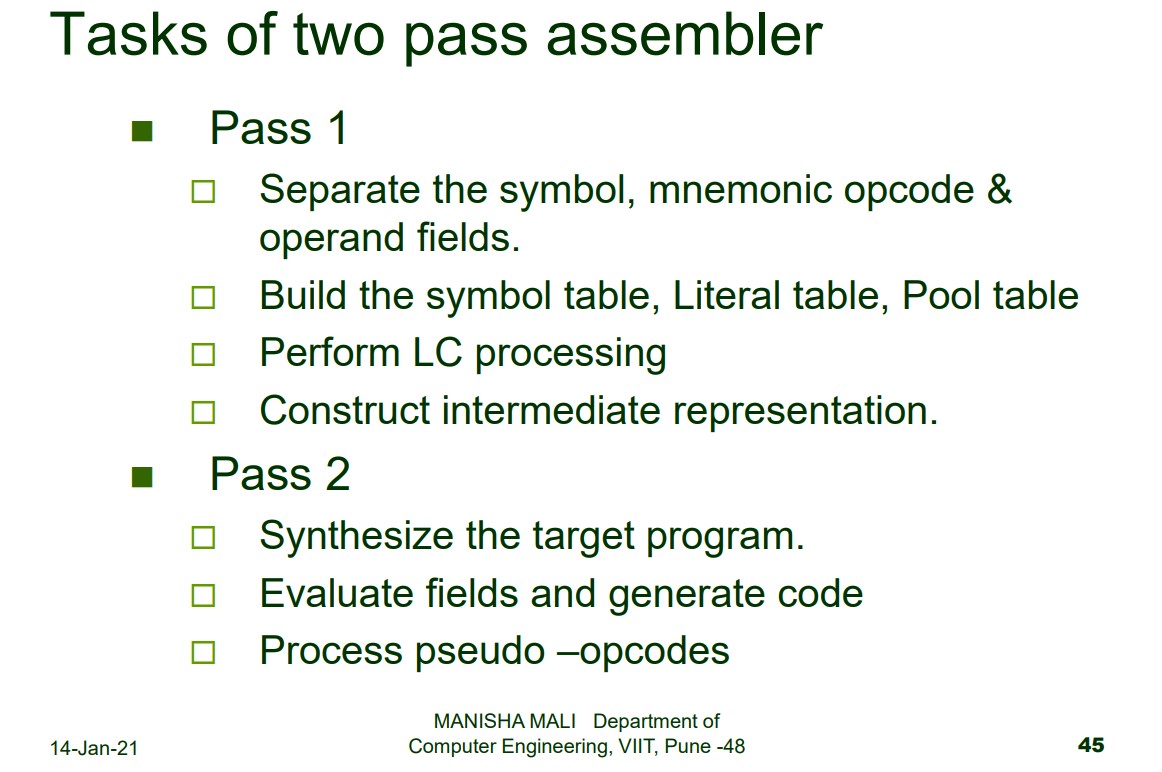 Tasks of two pass assembler
Pass 1
Separate the symbol, mnemonic opcode &
operand fields.
Build the symbol table, Literal table, Pool table
Perform LC processing
Construct intermediate representation.
Pass 2
Synthesize the target program.
Evaluate fields and generate code
Process pseudo –opcodes
14-Jan-21
MANISHA MALI Department of
Computer Engineering, VIIT, Pune -48
45